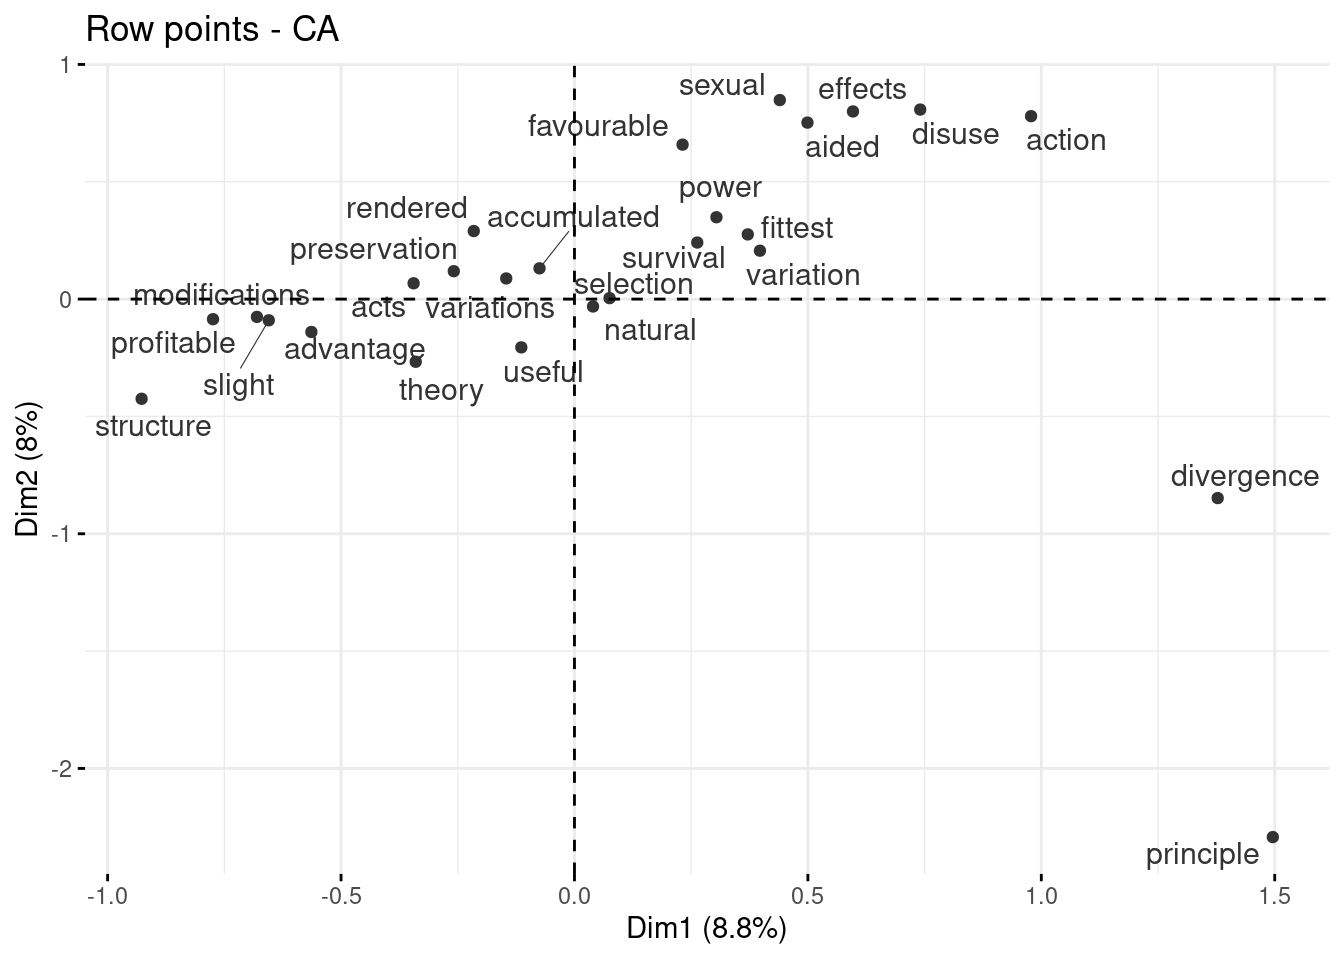 Row points - CA
1
sexual
effects
favourable
disuse
action
aided
power
rendered
accumulated
fittest
preservation
survival
variation
selection
0
modifications
acts
variations
natural
profitable
advantage
useful
slight
theory
structure
divergence
-1
-2
principle
Dim2 (8%)
-1.0 -0.5 0.0 0.5 1.0 1.5
Dim1 (8.8%)